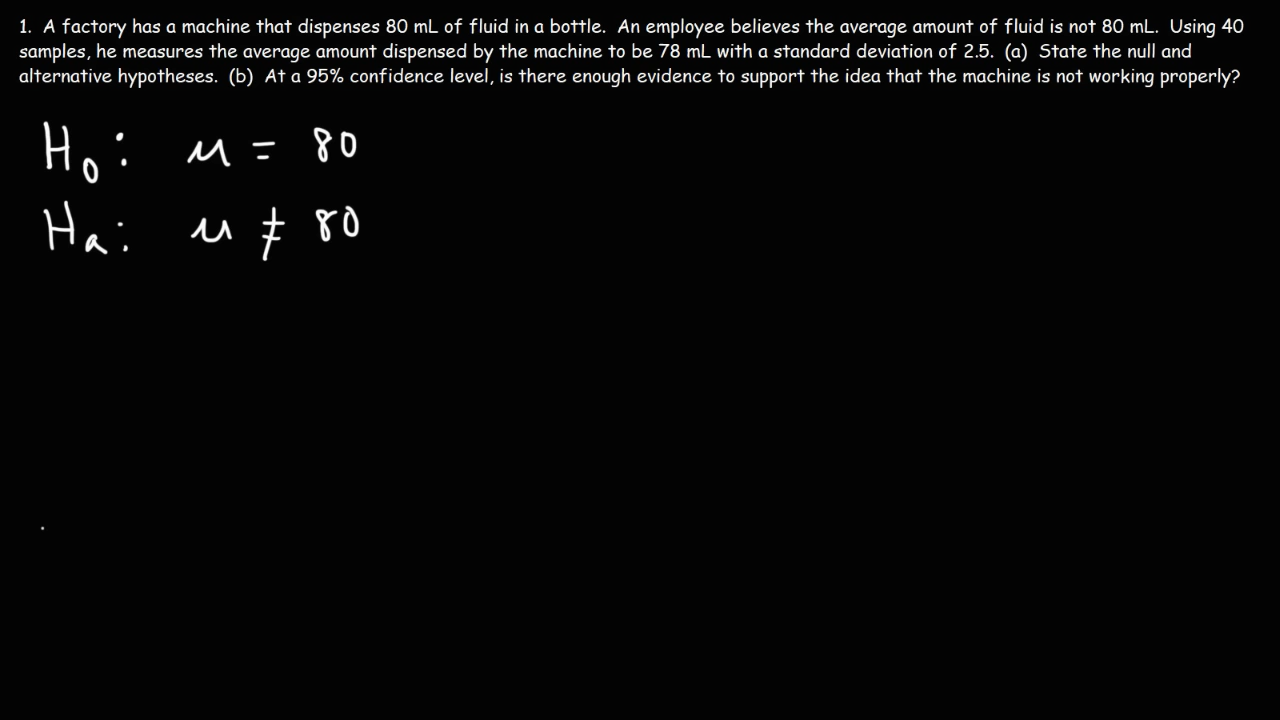 1. A factory has a machine that dispenses 80 mL of fluid in a bottle. An employee believes the average amount of fluid is not 80 mL. Using 40
samples, he measures the average amount dispensed by the machine to be 78 mL with a standard deviation of 2.5. (a) State the null and
alternative hypotheses. (b) At a 95% confidence level, is there enough evidence to support the idea that the machine is not working properly?
H₀: μ = 80
Hₐ: μ ≠ 80